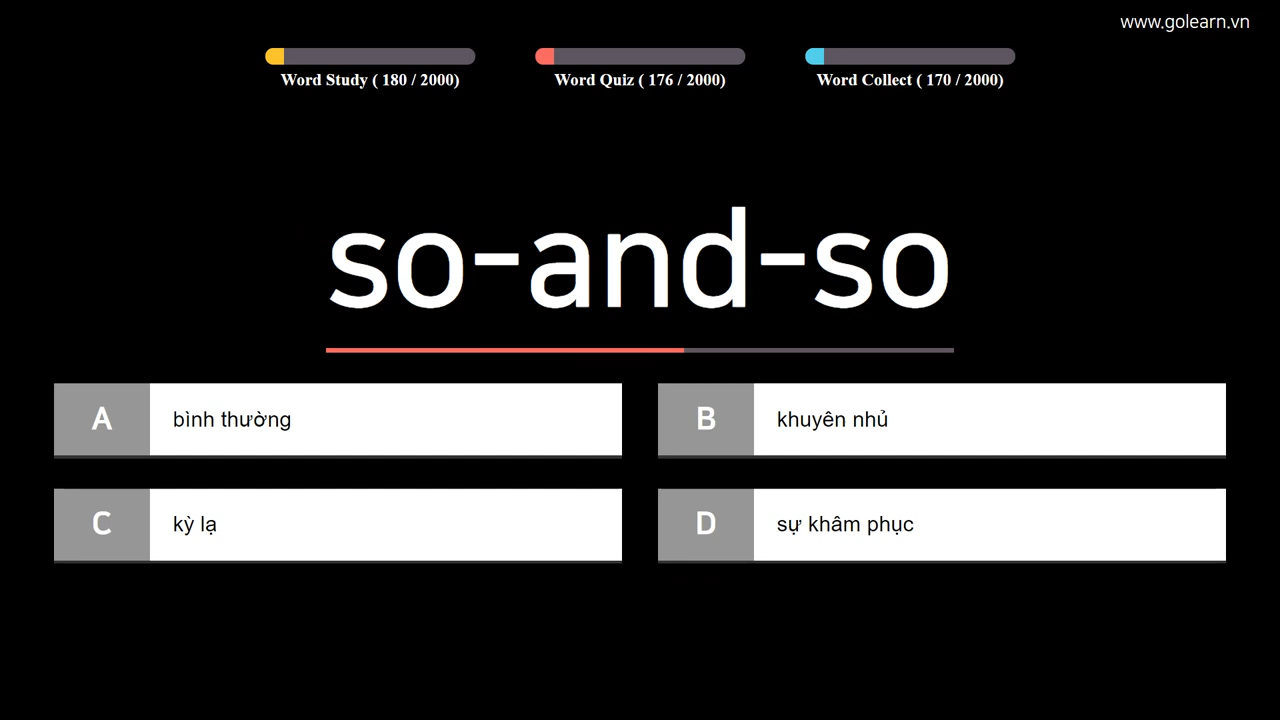 www.golearn.vn
Word Study ( 180 / 2000)
Word Quiz ( 176 / 2000)
Word Collect ( 170 / 2000)
so-and-so
A bình thường
B khuyên nhủ
C kỳ lạ
D sự khâm phục